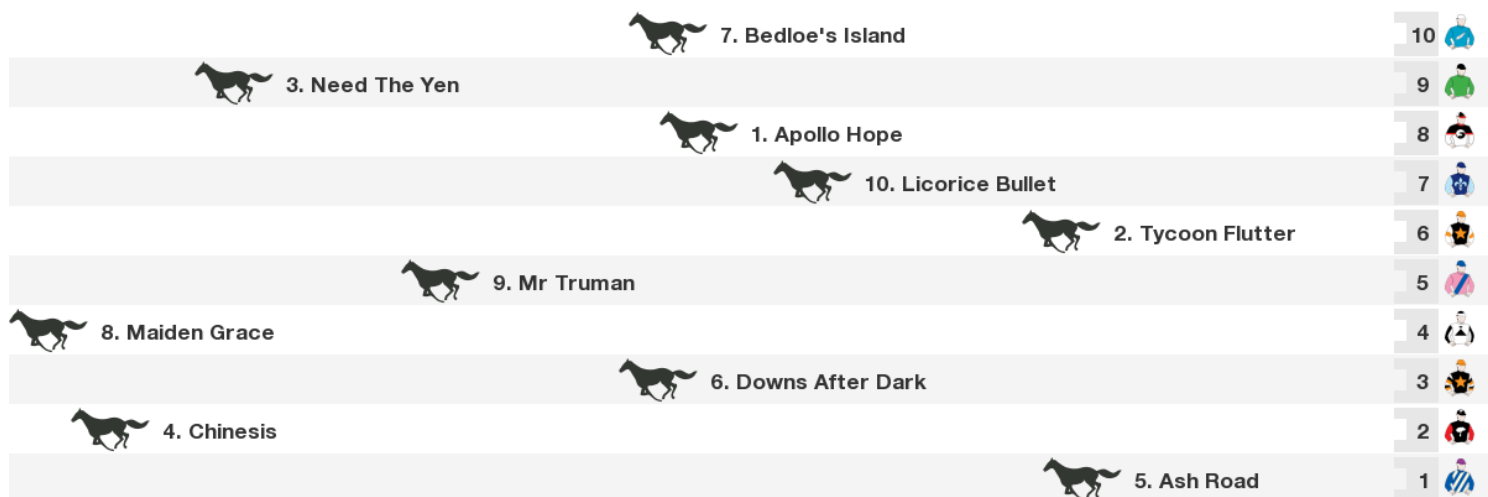 7. Bedloe's Island 10
3. Need The Yen 9
1. Apollo Hope 8
10. Licorice Bullet 7
2. Tycoon Flutter 6
9. Mr Truman 5
8. Maiden Grace 4
6. Downs After Dark 3
4. Chinesis 2
5. Ash Road 1